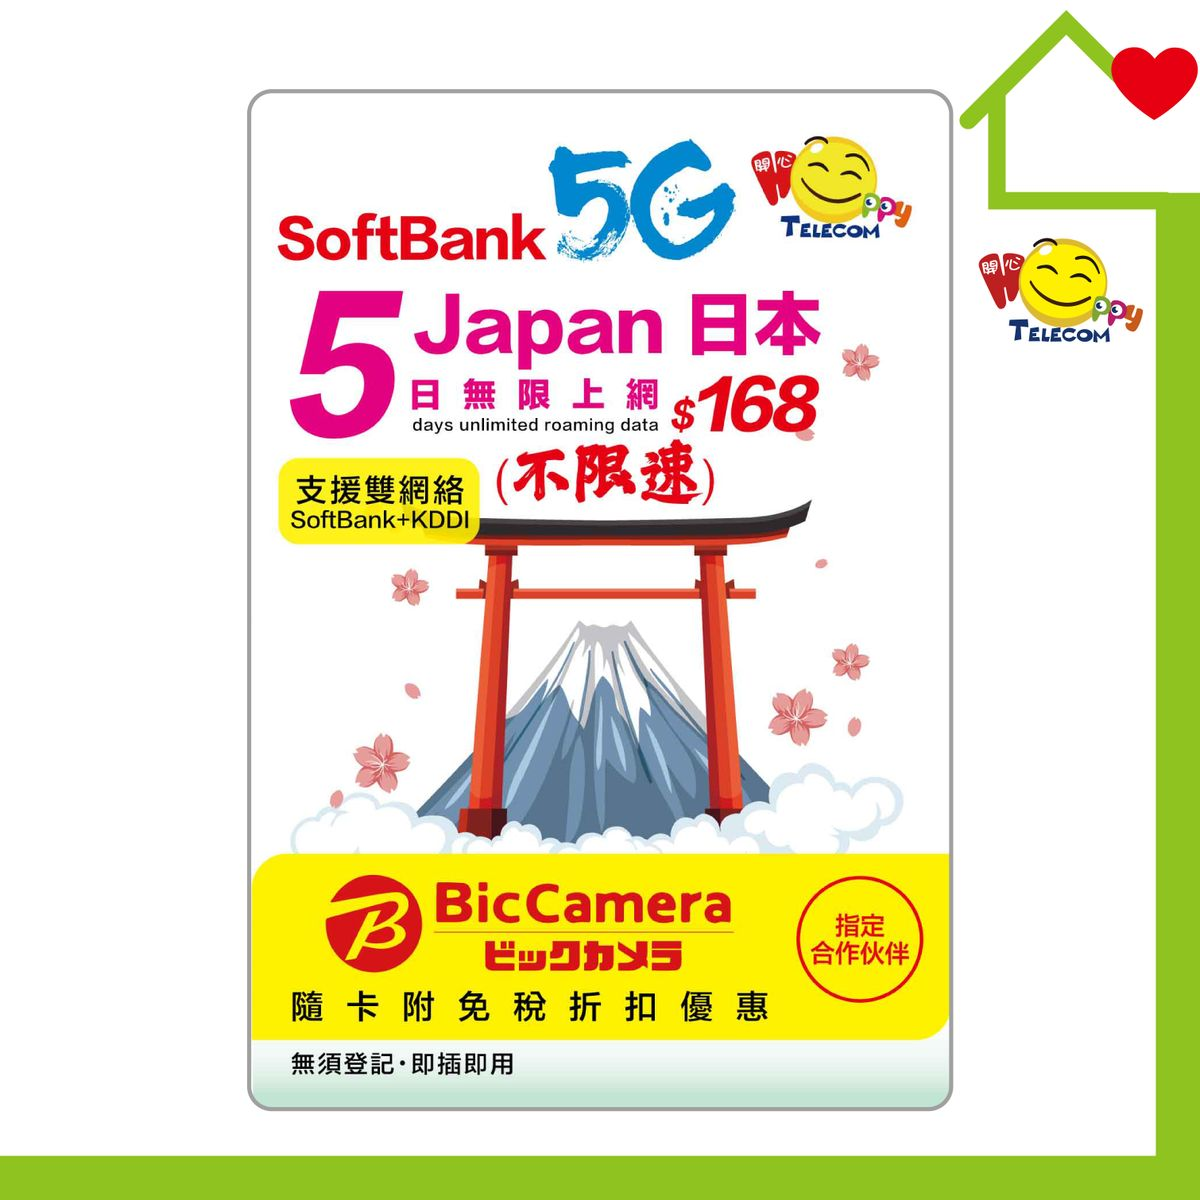 SoftBank 5G
開心 Happy
TELECOM
開心 Happy
TELECOM
5 Japan 日本
日無限上網
days unlimited roaming data
$168
(不限速)
支援雙網絡
SoftBank+KDDI
B BicCamera
ビックカメラ
指定
合作伙伴
隨卡附免稅折扣優惠
無須登記·即插即用